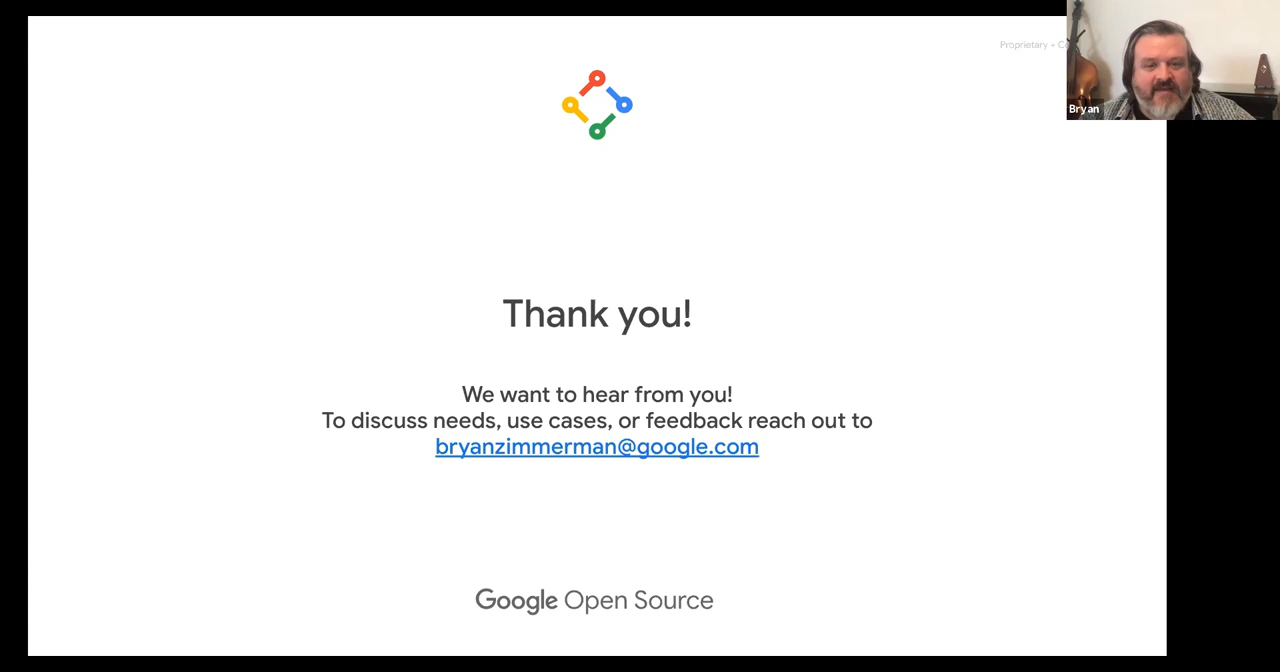 Proprietary +
Bryan
Thank you!
We want to hear from you!
To discuss needs, use cases, or feedback reach out to
bryanzimmerman@google.com
Google Open Source